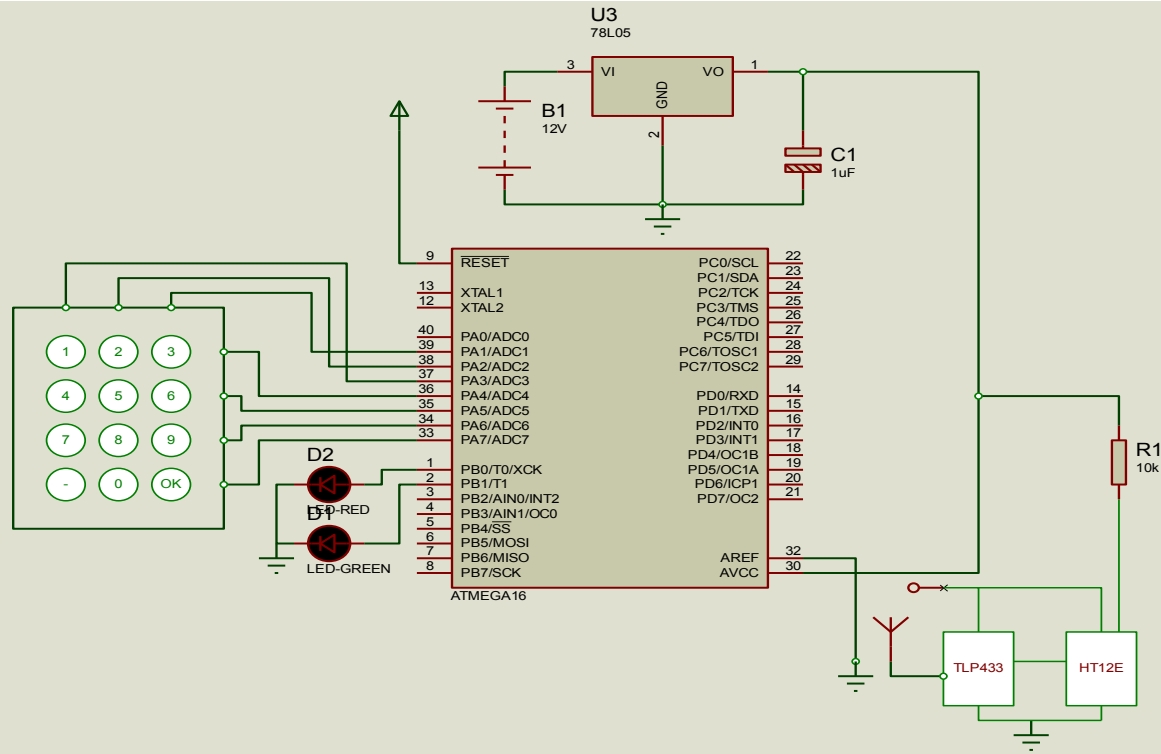 U3
78L05
3
VI
VO
1
GND
2
B1
12V
C1
1uF
9
RESET
13
XTAL1
12
XTAL2
40
PA0/ADC0
39
PA1/ADC1
38
PA2/ADC2
37
PA3/ADC3
36
PA4/ADC4
35
PA5/ADC5
34
PA6/ADC6
33
PA7/ADC7
1
PB0/T0/XCK
2
PB1/T1
3
PB2/AIN0/INT2
4
PB3/AIN1/OC0
5
PB4/SS
6
PB5/MOSI
7
PB6/MISO
8
PB7/SCK
PC0/SCL
22
PC1/SDA
23
PC2/TCK
24
PC3/TMS
25
PC4/TDO
26
PC5/TDI
27
PC6/TOSC1
28
PC7/TOSC2
29
PD0/RXD
14
PD1/TXD
15
PD2/INT0
16
PD3/INT1
17
PD4/OC1B
18
PD5/OC1A
19
PD6/ICP1
20
PD7/OC2
21
AREF
32
AVCC
30
ATMEGA16
1 2 3
4 5 6
7 8 9
- 0 OK
D2
LED-RED
D1
LED-GREEN
R1
10k
TLP433
HT12E